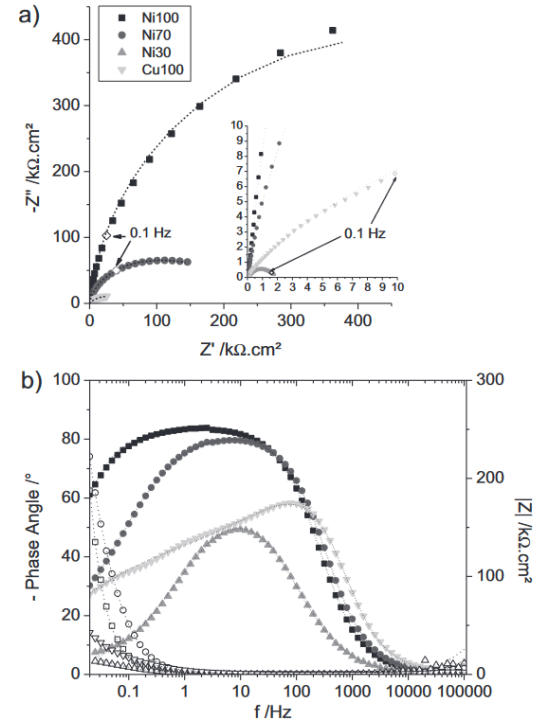 a)
Ni100
Ni70
Ni30
Cu100
400
300
200
100
0
-Z'' /kΩ.cm²
0.1 Hz
10
9
8
7
6
5
4
3
2
1
0
0.1 Hz
0 1 2 3 4 5 6 7 8 9 10
0 100 200 300 400
Z' /kΩ.cm²
b)
100
80
60
40
20
0
- Phase Angle /°
300
200
100
0
|Z| /kΩ.cm²
0.1 1 10 100 1000 10000 100000
f /Hz